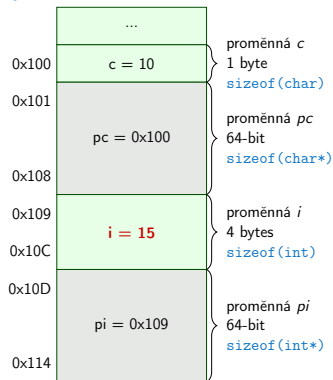 ...
proměnná c
0x100
c = 10
1 byte
sizeof(char)
0x101
proměnná pc
pc = 0x100
64-bit
sizeof(char*)
0x108
0x109
proměnná i
i = 15
4 bytes
0x10C
sizeof(int)
0x10D
proměnná pi
pi = 0x109
64-bit
sizeof(int*)
0x114